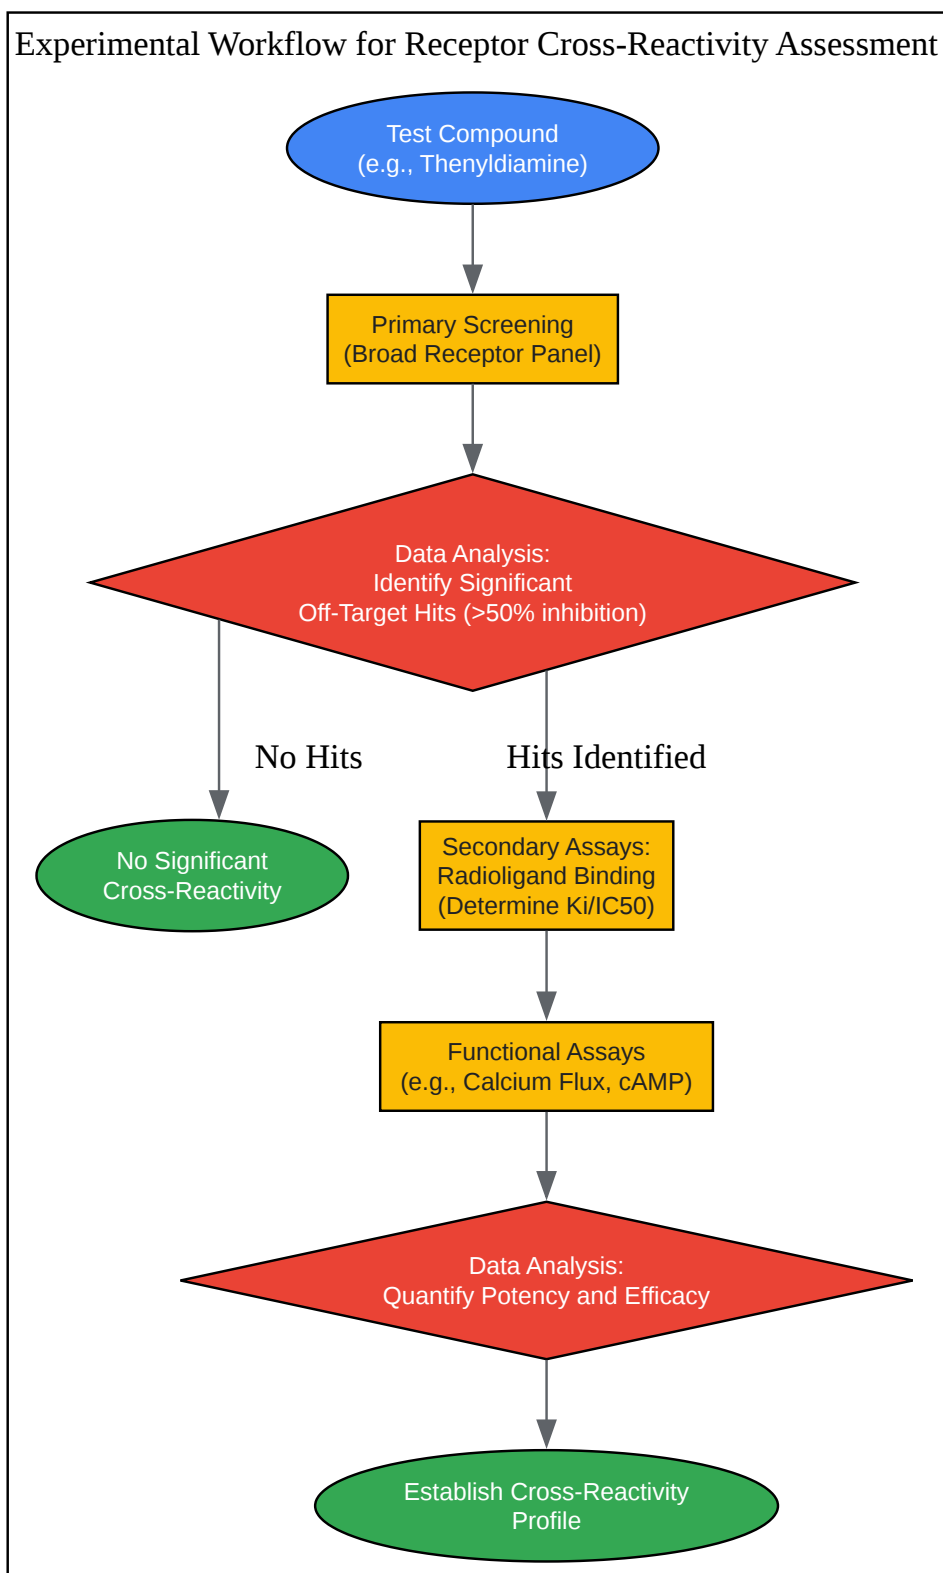 Experimental Workflow for Receptor Cross-Reactivity Assessment
Test Compound
(e.g., Thenyldiamine)
Primary Screening
(Broad Receptor Panel)
Data Analysis:
Identify Significant
Off-Target Hits (>50% inhibition)
No Hits
Hits Identified
No Significant
Cross-Reactivity
Secondary Assays:
Radioligand Binding
(Determine Ki/IC50)
Functional Assays
(e.g., Calcium Flux, cAMP)
Data Analysis:
Quantify Potency and Efficacy
Establish Cross-Reactivity
Profile